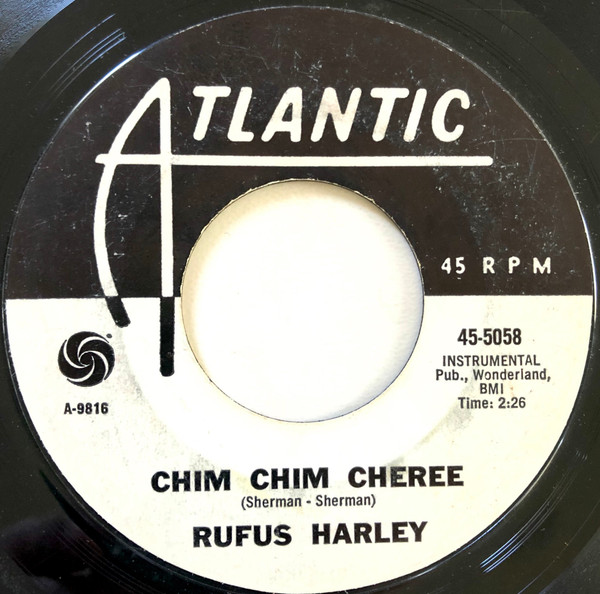 ATLANTIC
45 RPM
45-5058
INSTRUMENTAL
Pub., Wonderland,
BMI
Time: 2:26
A-9816
CHIM CHIM CHEREE
(Sherman - Sherman)
RUFUS HARLEY